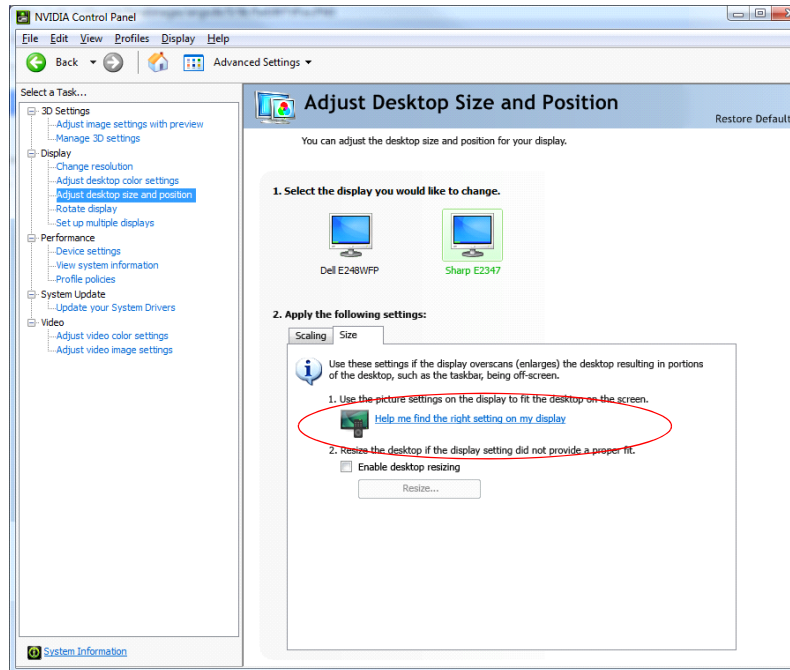 NVIDIA Control Panel
File Edit View Profiles Display Help
Back Advanced Settings
Select a Task...
3D Settings
Adjust image settings with preview
Manage 3D settings
Display
Change resolution
Adjust desktop color settings
Adjust desktop size and position
Rotate display
Set up multiple displays
Performance
Device settings
View system information
Profile policies
System Update
Update your System Drivers
Video
Adjust video color settings
Adjust video image settings
System Information
Adjust Desktop Size and Position
Restore Default
You can adjust the desktop size and position for your display.
1. Select the display you would like to change.
Dell E248WFP Sharp E2347
2. Apply the following settings:
Scaling Size
Use these settings if the display overscans (enlarges) the desktop resulting in portions
of the desktop, such as the taskbar, being off-screen.
1. Use the picture settings on the display to fit the desktop on the screen.
Help me find the right setting on my display
2. Resize the desktop if the display setting did not provide a proper fit.
Enable desktop resizing
Resize...